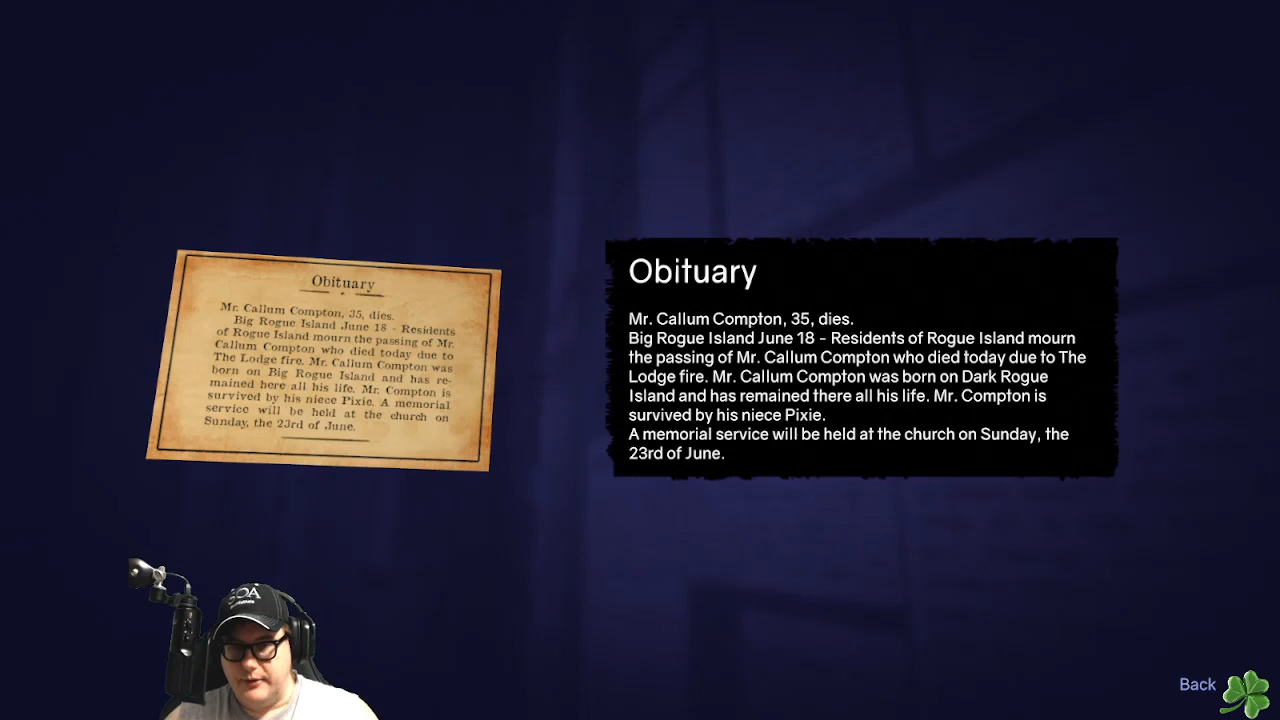 Obituary
Mr. Callum Compton, 35, dies.
Big Rogue Island June 18 - Residents
of Rogue Island mourn the passing of Mr.
Callum Compton who died today due to
The Lodge fire. Mr. Callum Compton was
born on Big Rogue Island and has re-
mained here all his life. Mr. Compton is
survived by his niece Pixie. A memorial
service will be held at the church on
Sunday, the 23rd of June.
Obituary
Mr. Callum Compton, 35, dies.
Big Rogue Island June 18 - Residents of Rogue Island mourn
the passing of Mr. Callum Compton who died today due to The
Lodge fire. Mr. Callum Compton was born on Dark Rogue
Island and has remained there all his life. Mr. Compton is
survived by his niece Pixie.
A memorial service will be held at the church on Sunday, the
23rd of June.
Back